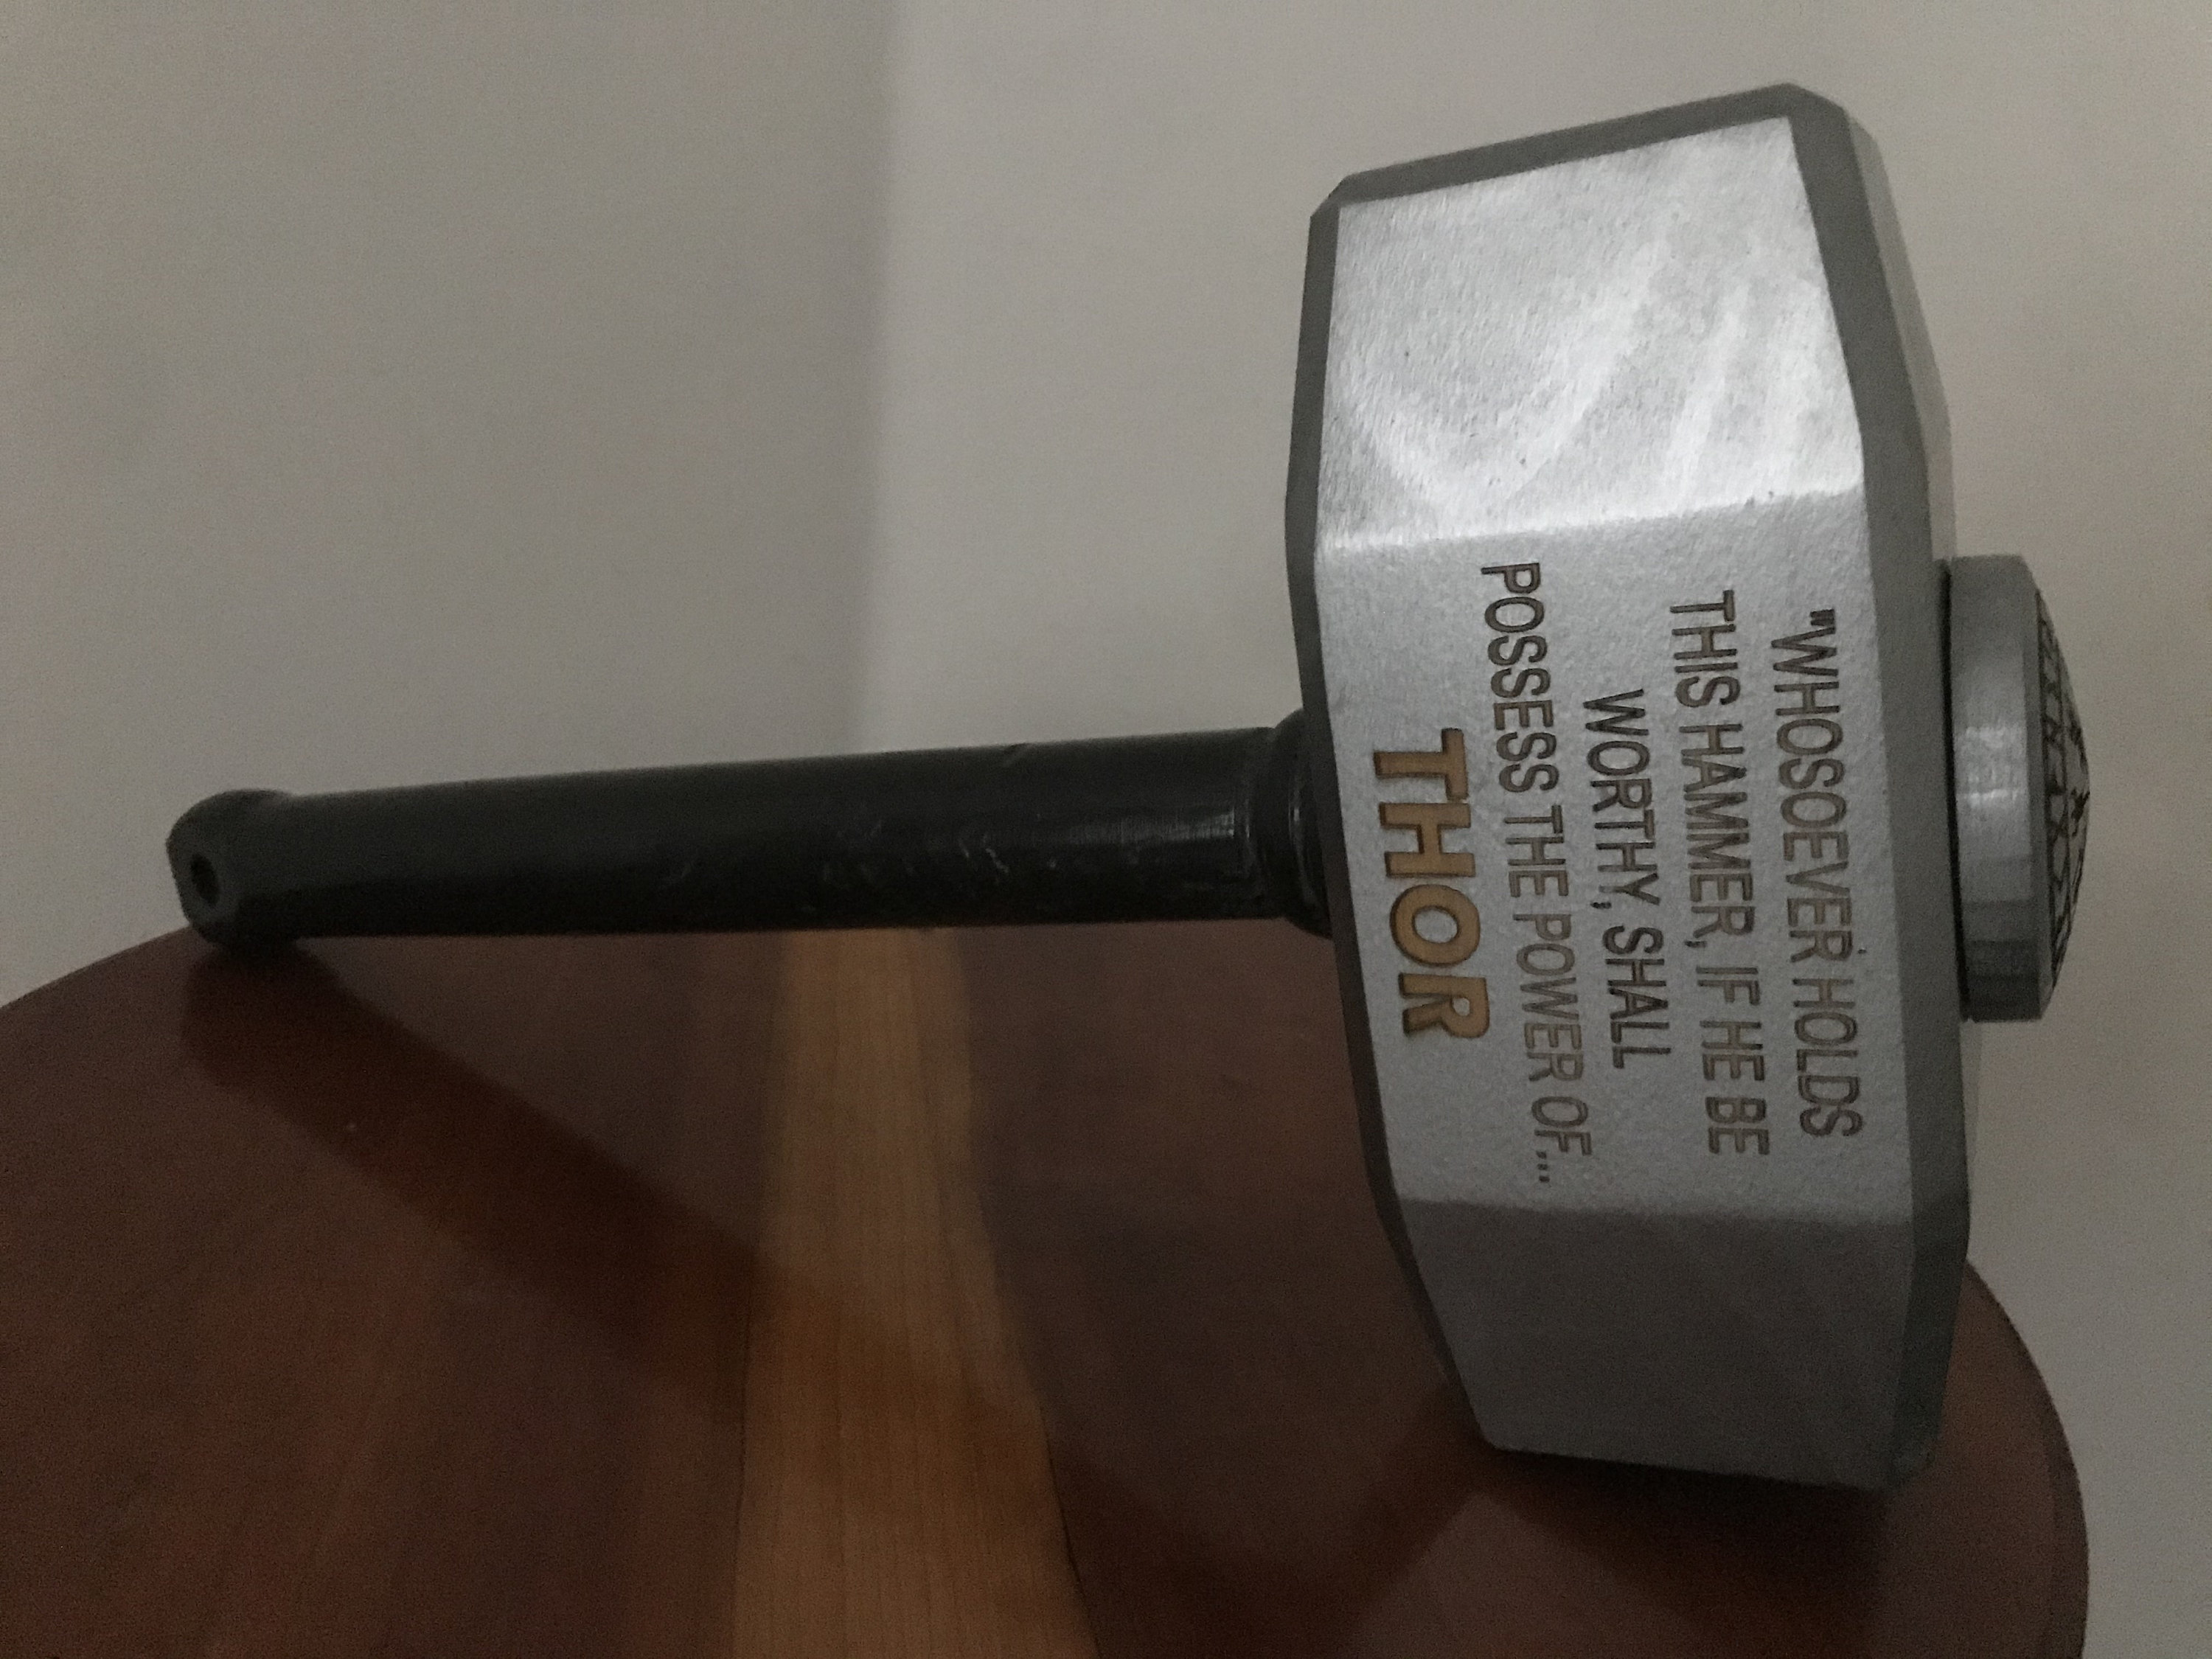 "WHOSOEVER HOLDS
THIS HAMMER, IF HE BE
WORTHY, SHALL
POSSESS THE POWER OF...
THOR